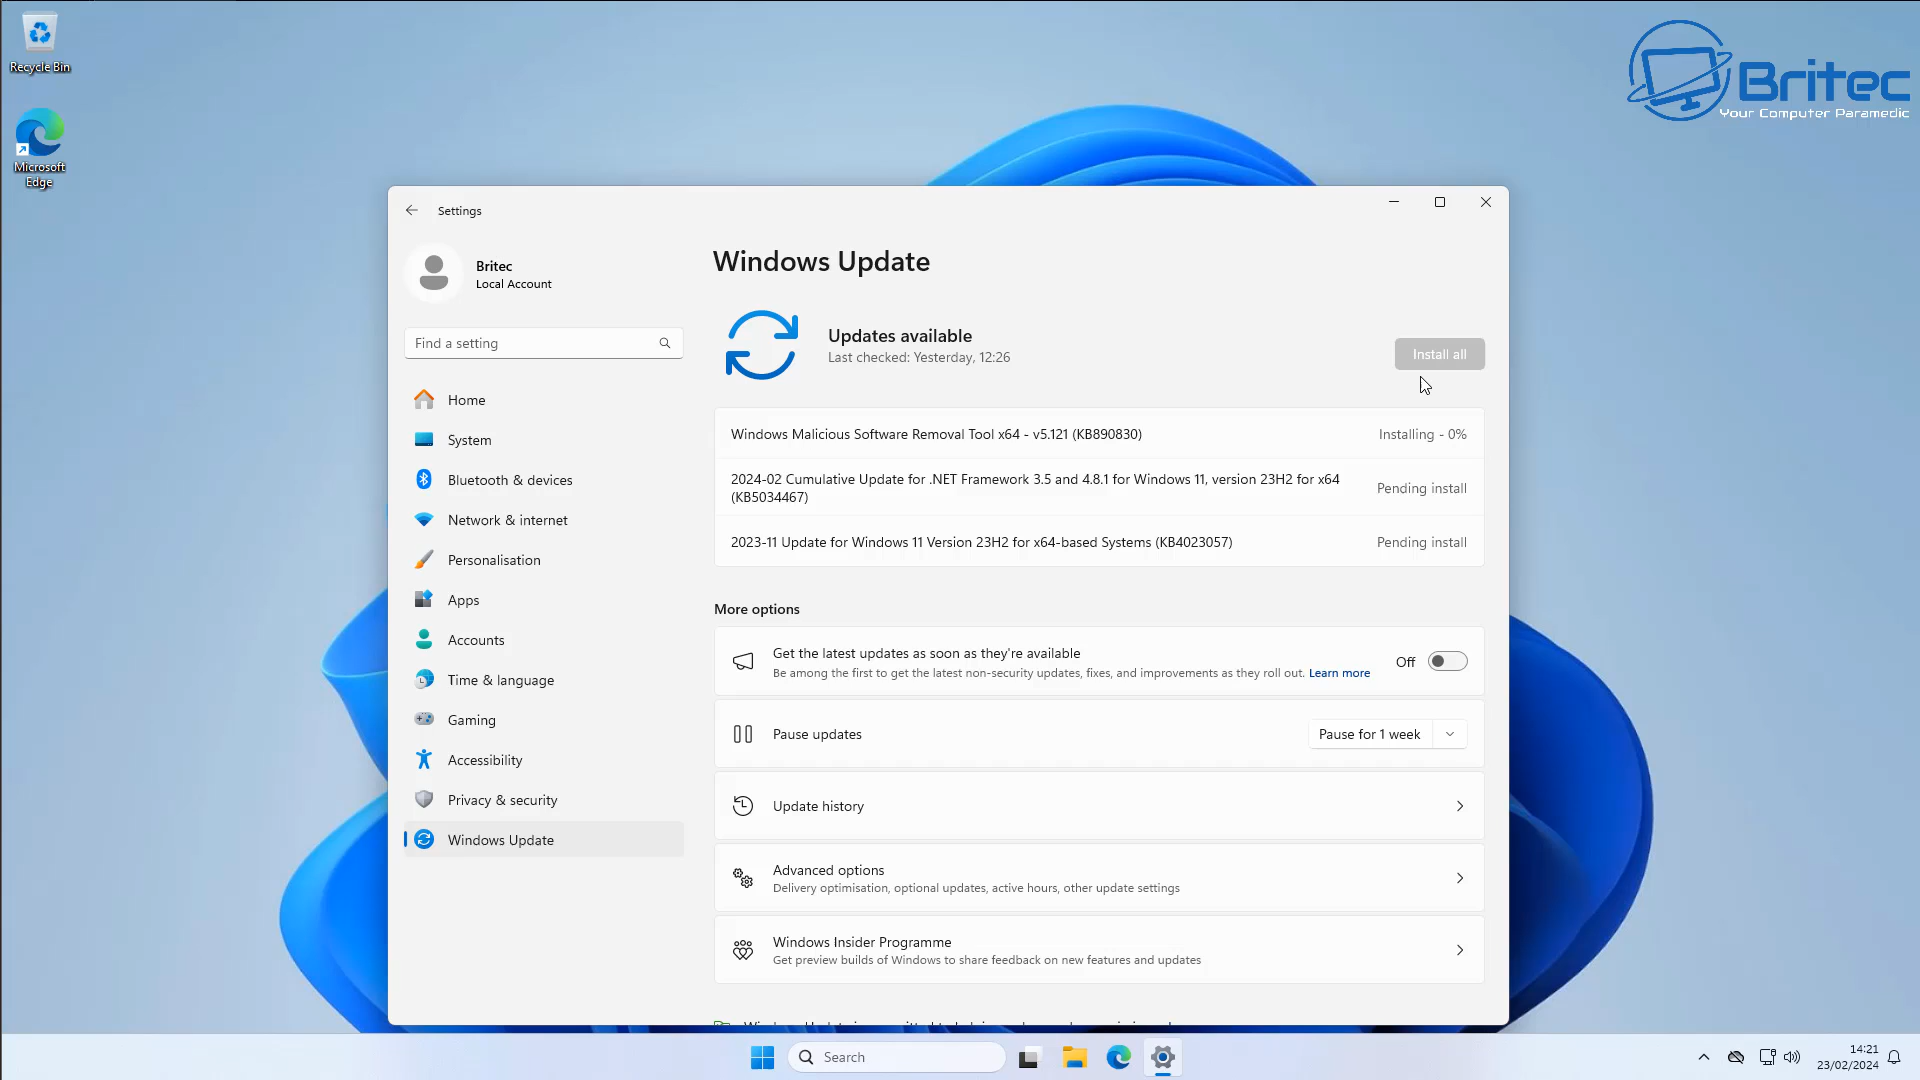 Recycle Bin
Microsoft
Edge
Britec
Your Computer Paramedic
Settings
Britec
Local Account
Find a setting
Home
System
Bluetooth & devices
Network & internet
Personalisation
Apps
Accounts
Time & language
Gaming
Accessibility
Privacy & security
Windows Update
Windows Update
Updates available
Last checked: Yesterday, 12:26
Install all
Windows Malicious Software Removal Tool x64 - v5.121 (KB890830)
Installing - 0%
2024-02 Cumulative Update for .NET Framework 3.5 and 4.8.1 for Windows 11, version 23H2 for x64
(KB5034467)
Pending install
2023-11 Update for Windows 11 Version 23H2 for x64-based Systems (KB4023057)
Pending install
More options
Get the latest updates as soon as they're available
Be among the first to get the latest non-security updates, fixes, and improvements as they roll out. Learn more
Off
Pause updates
Pause for 1 week
Update history
Advanced options
Delivery optimisation, optional updates, active hours, other update settings
Windows Insider Programme
Get preview builds of Windows to share feedback on new features and updates
Search
14:21
23/02/2024